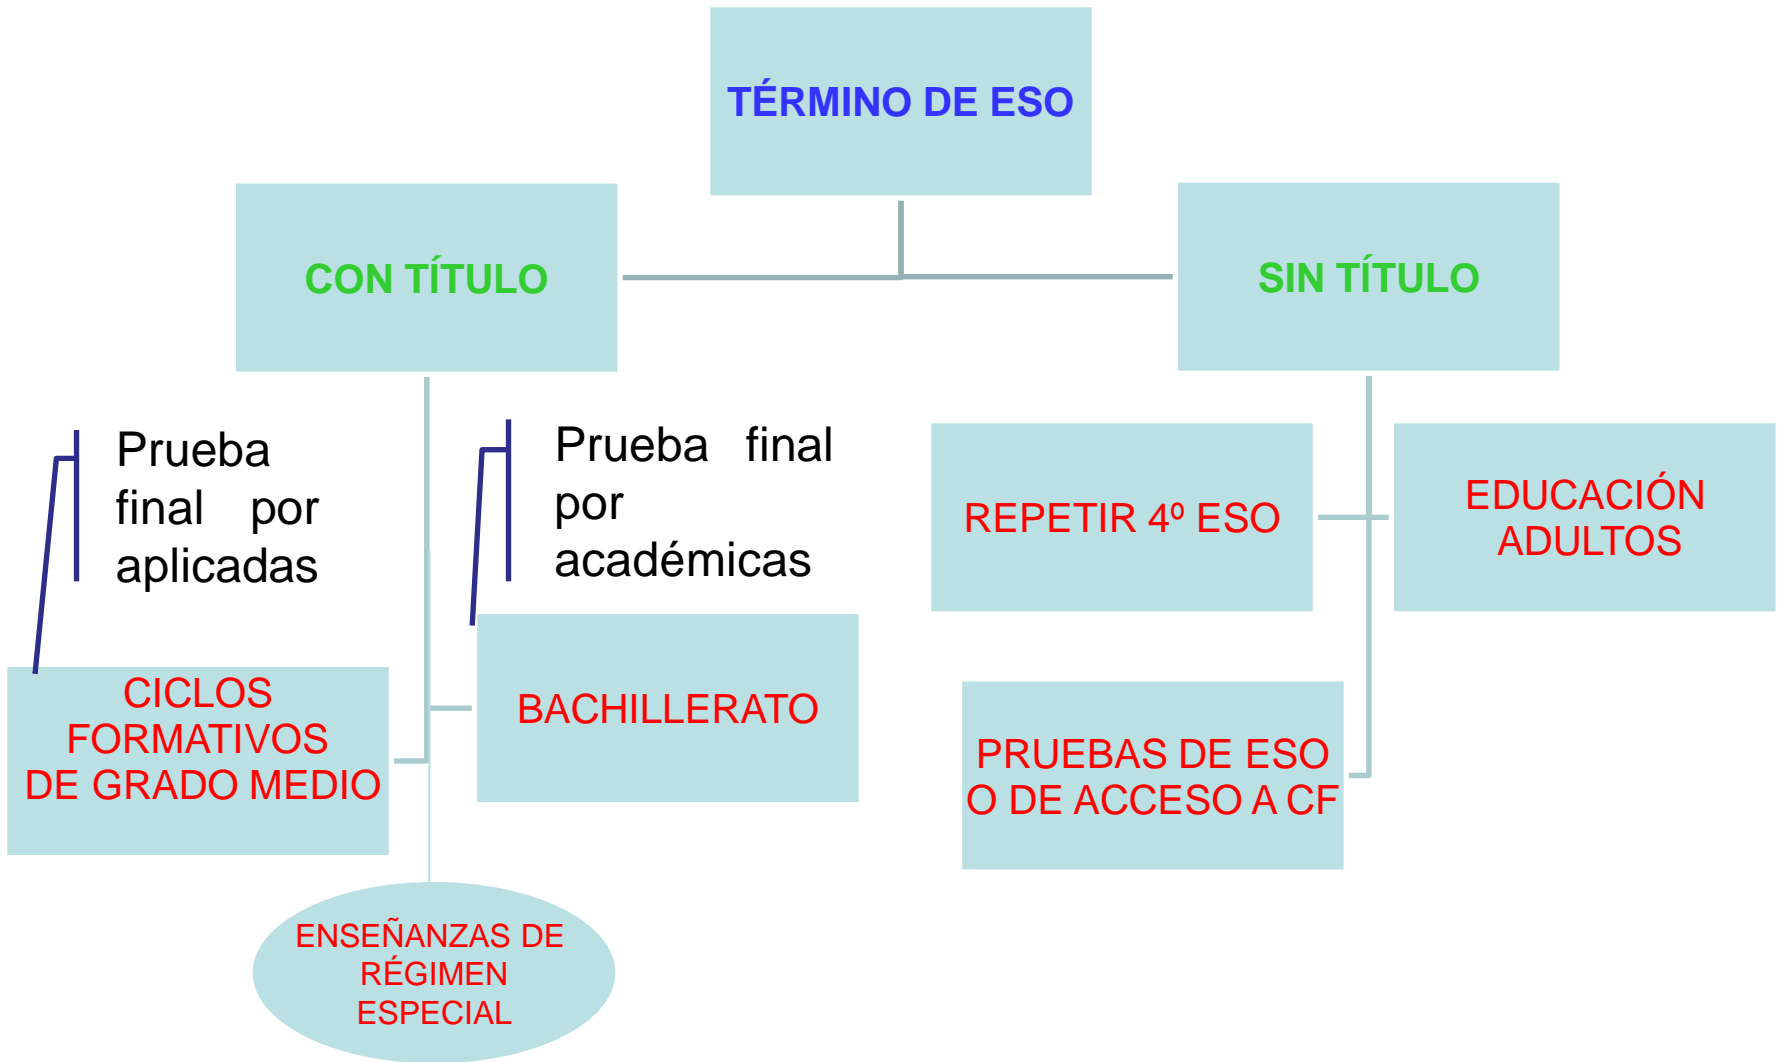 TÉRMINO DE ESO
CON TÍTULO
SIN TÍTULO
Prueba
final por
aplicadas
Prueba final
por
académicas
REPETIR 4º ESO
EDUCACIÓN
ADULTOS
CICLOS
FORMATIVOS
DE GRADO MEDIO
BACHILLERATO
PRUEBAS DE ESO
O DE ACCESO A CF
ENSEÑANZAS DE
RÉGIMEN
ESPECIAL